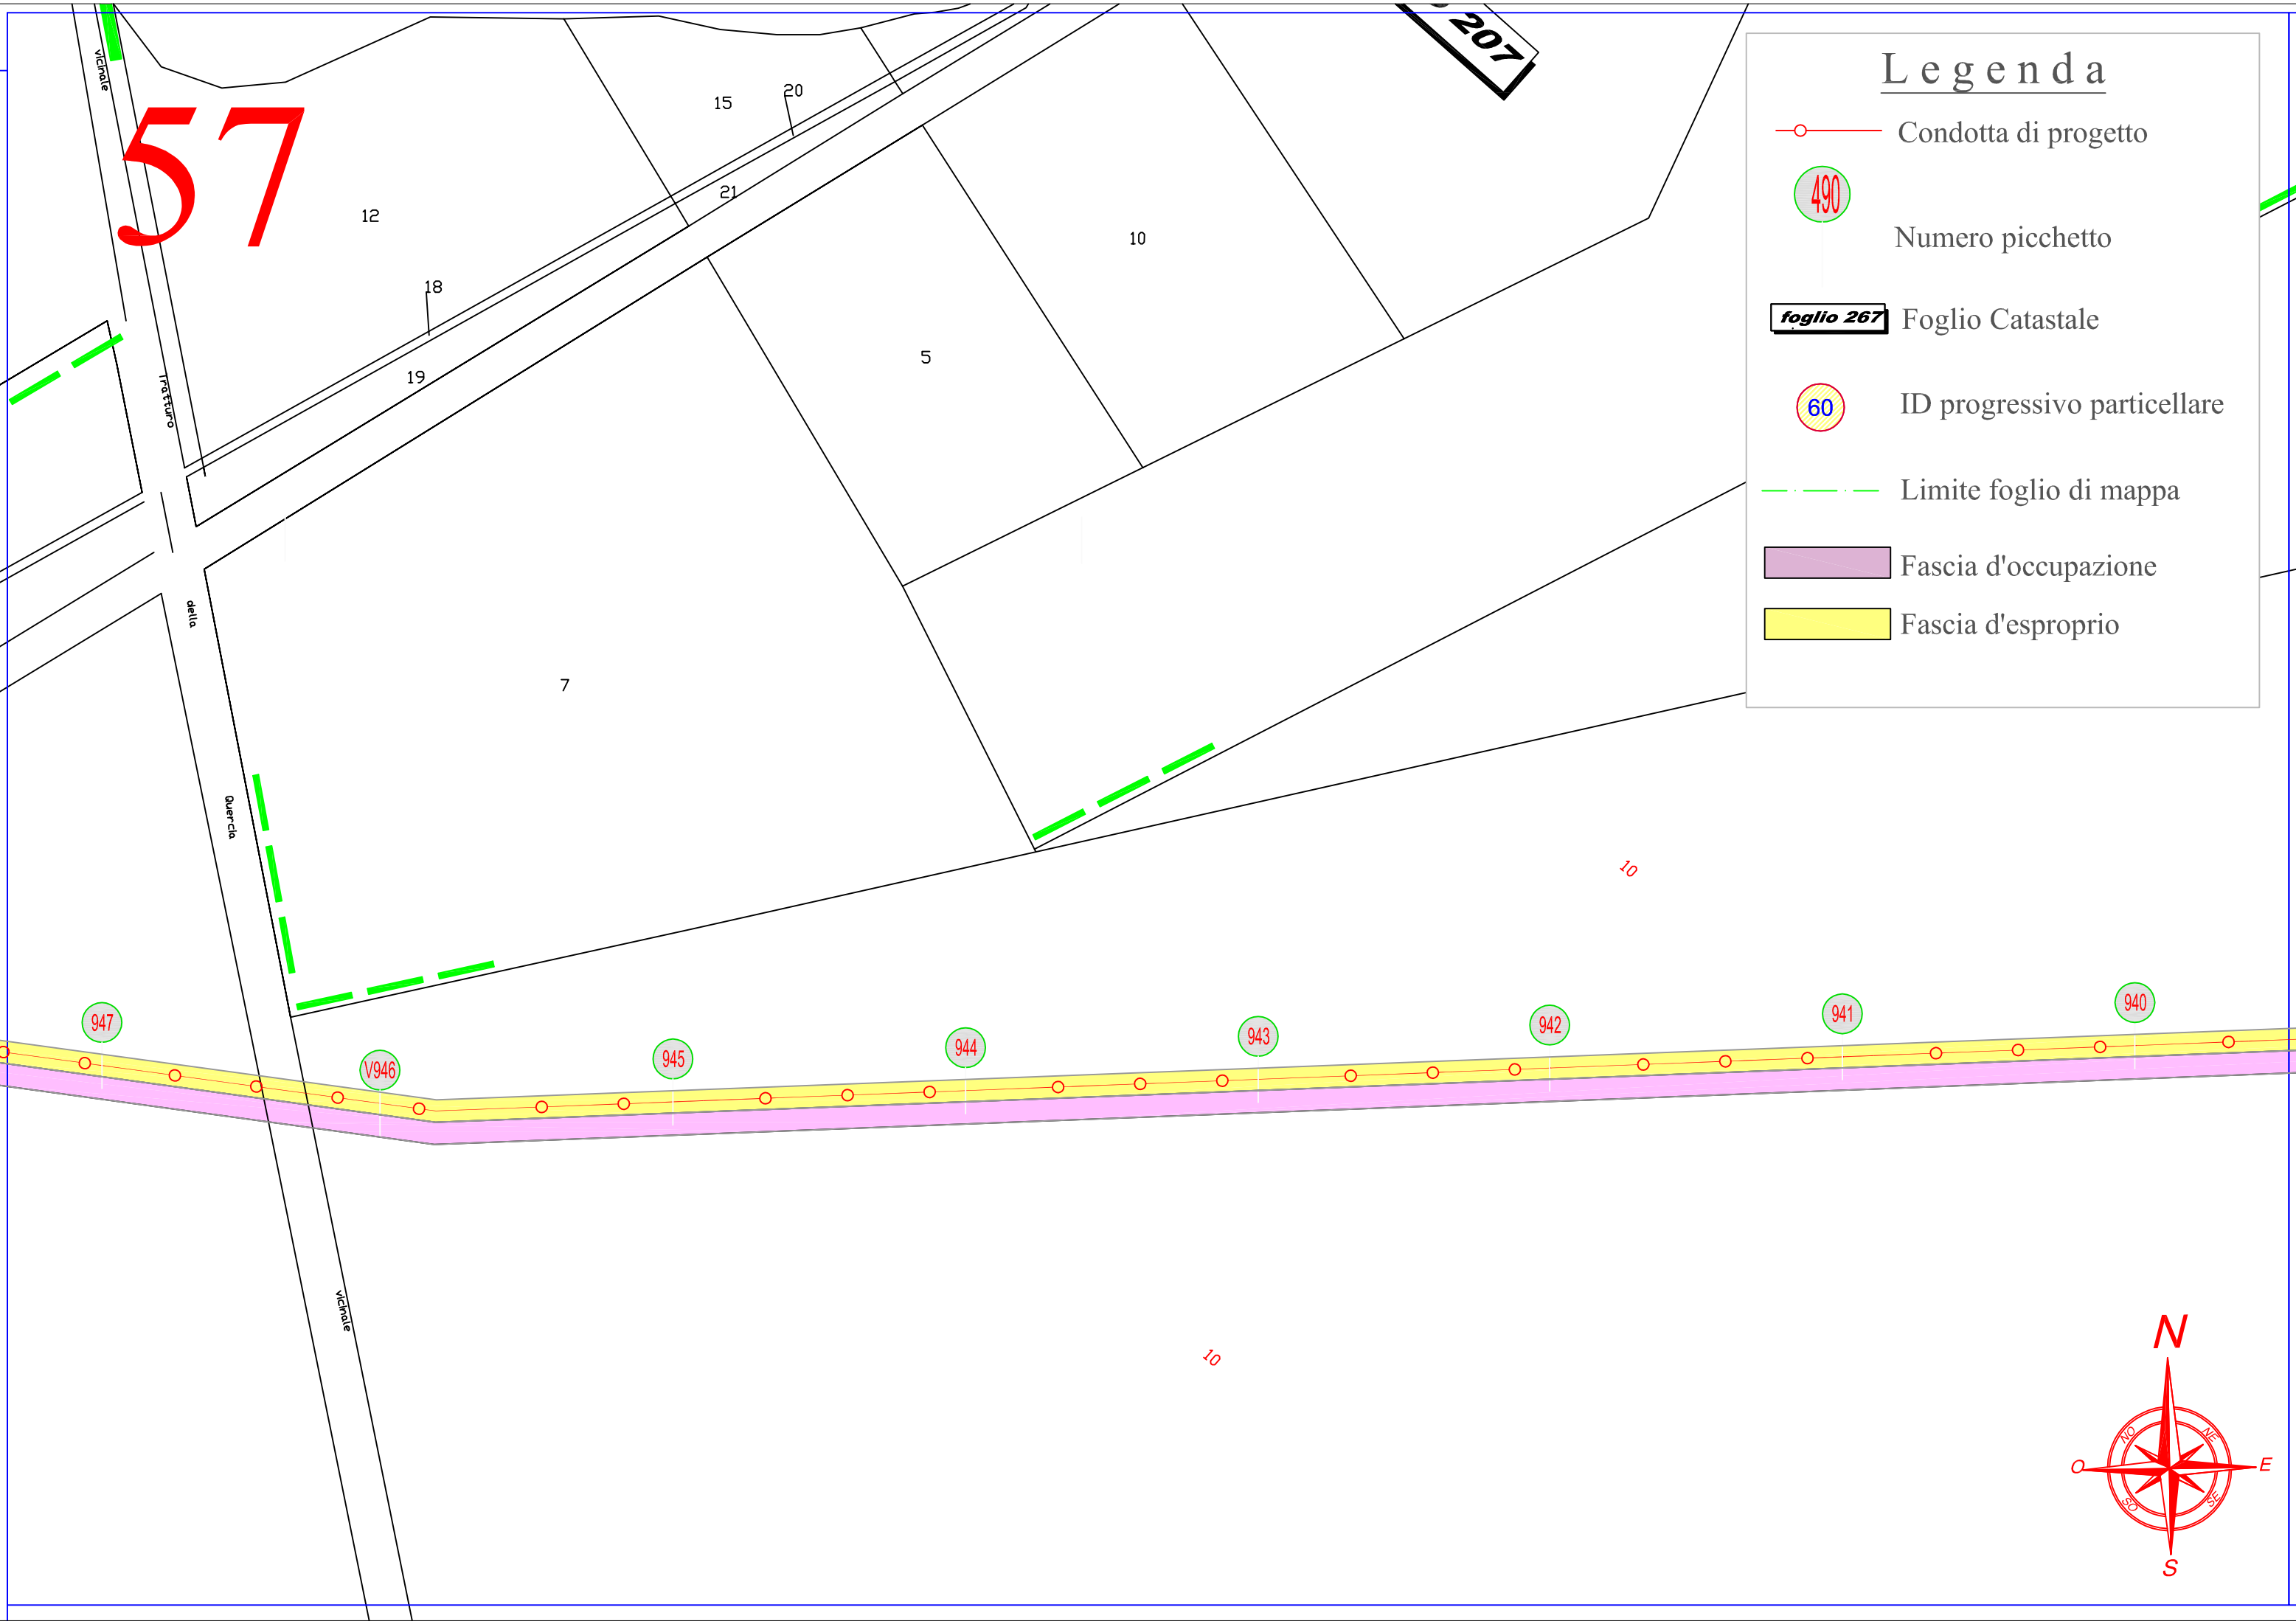 207
57
vicinale
15
20
21
12
18
19
10
5
Tratturo
della
7
Quercia
vicinale
10
10
947
V946
945
944
943
942
941
940
Legenda
Condotta di progetto
490
Numero picchetto
foglio 267
Foglio Catastale
60
ID progressivo particellare
Limite foglio di mappa
Fascia d'occupazione
Fascia d'esproprio
N
NO
NE
O
E
SO
SE
S